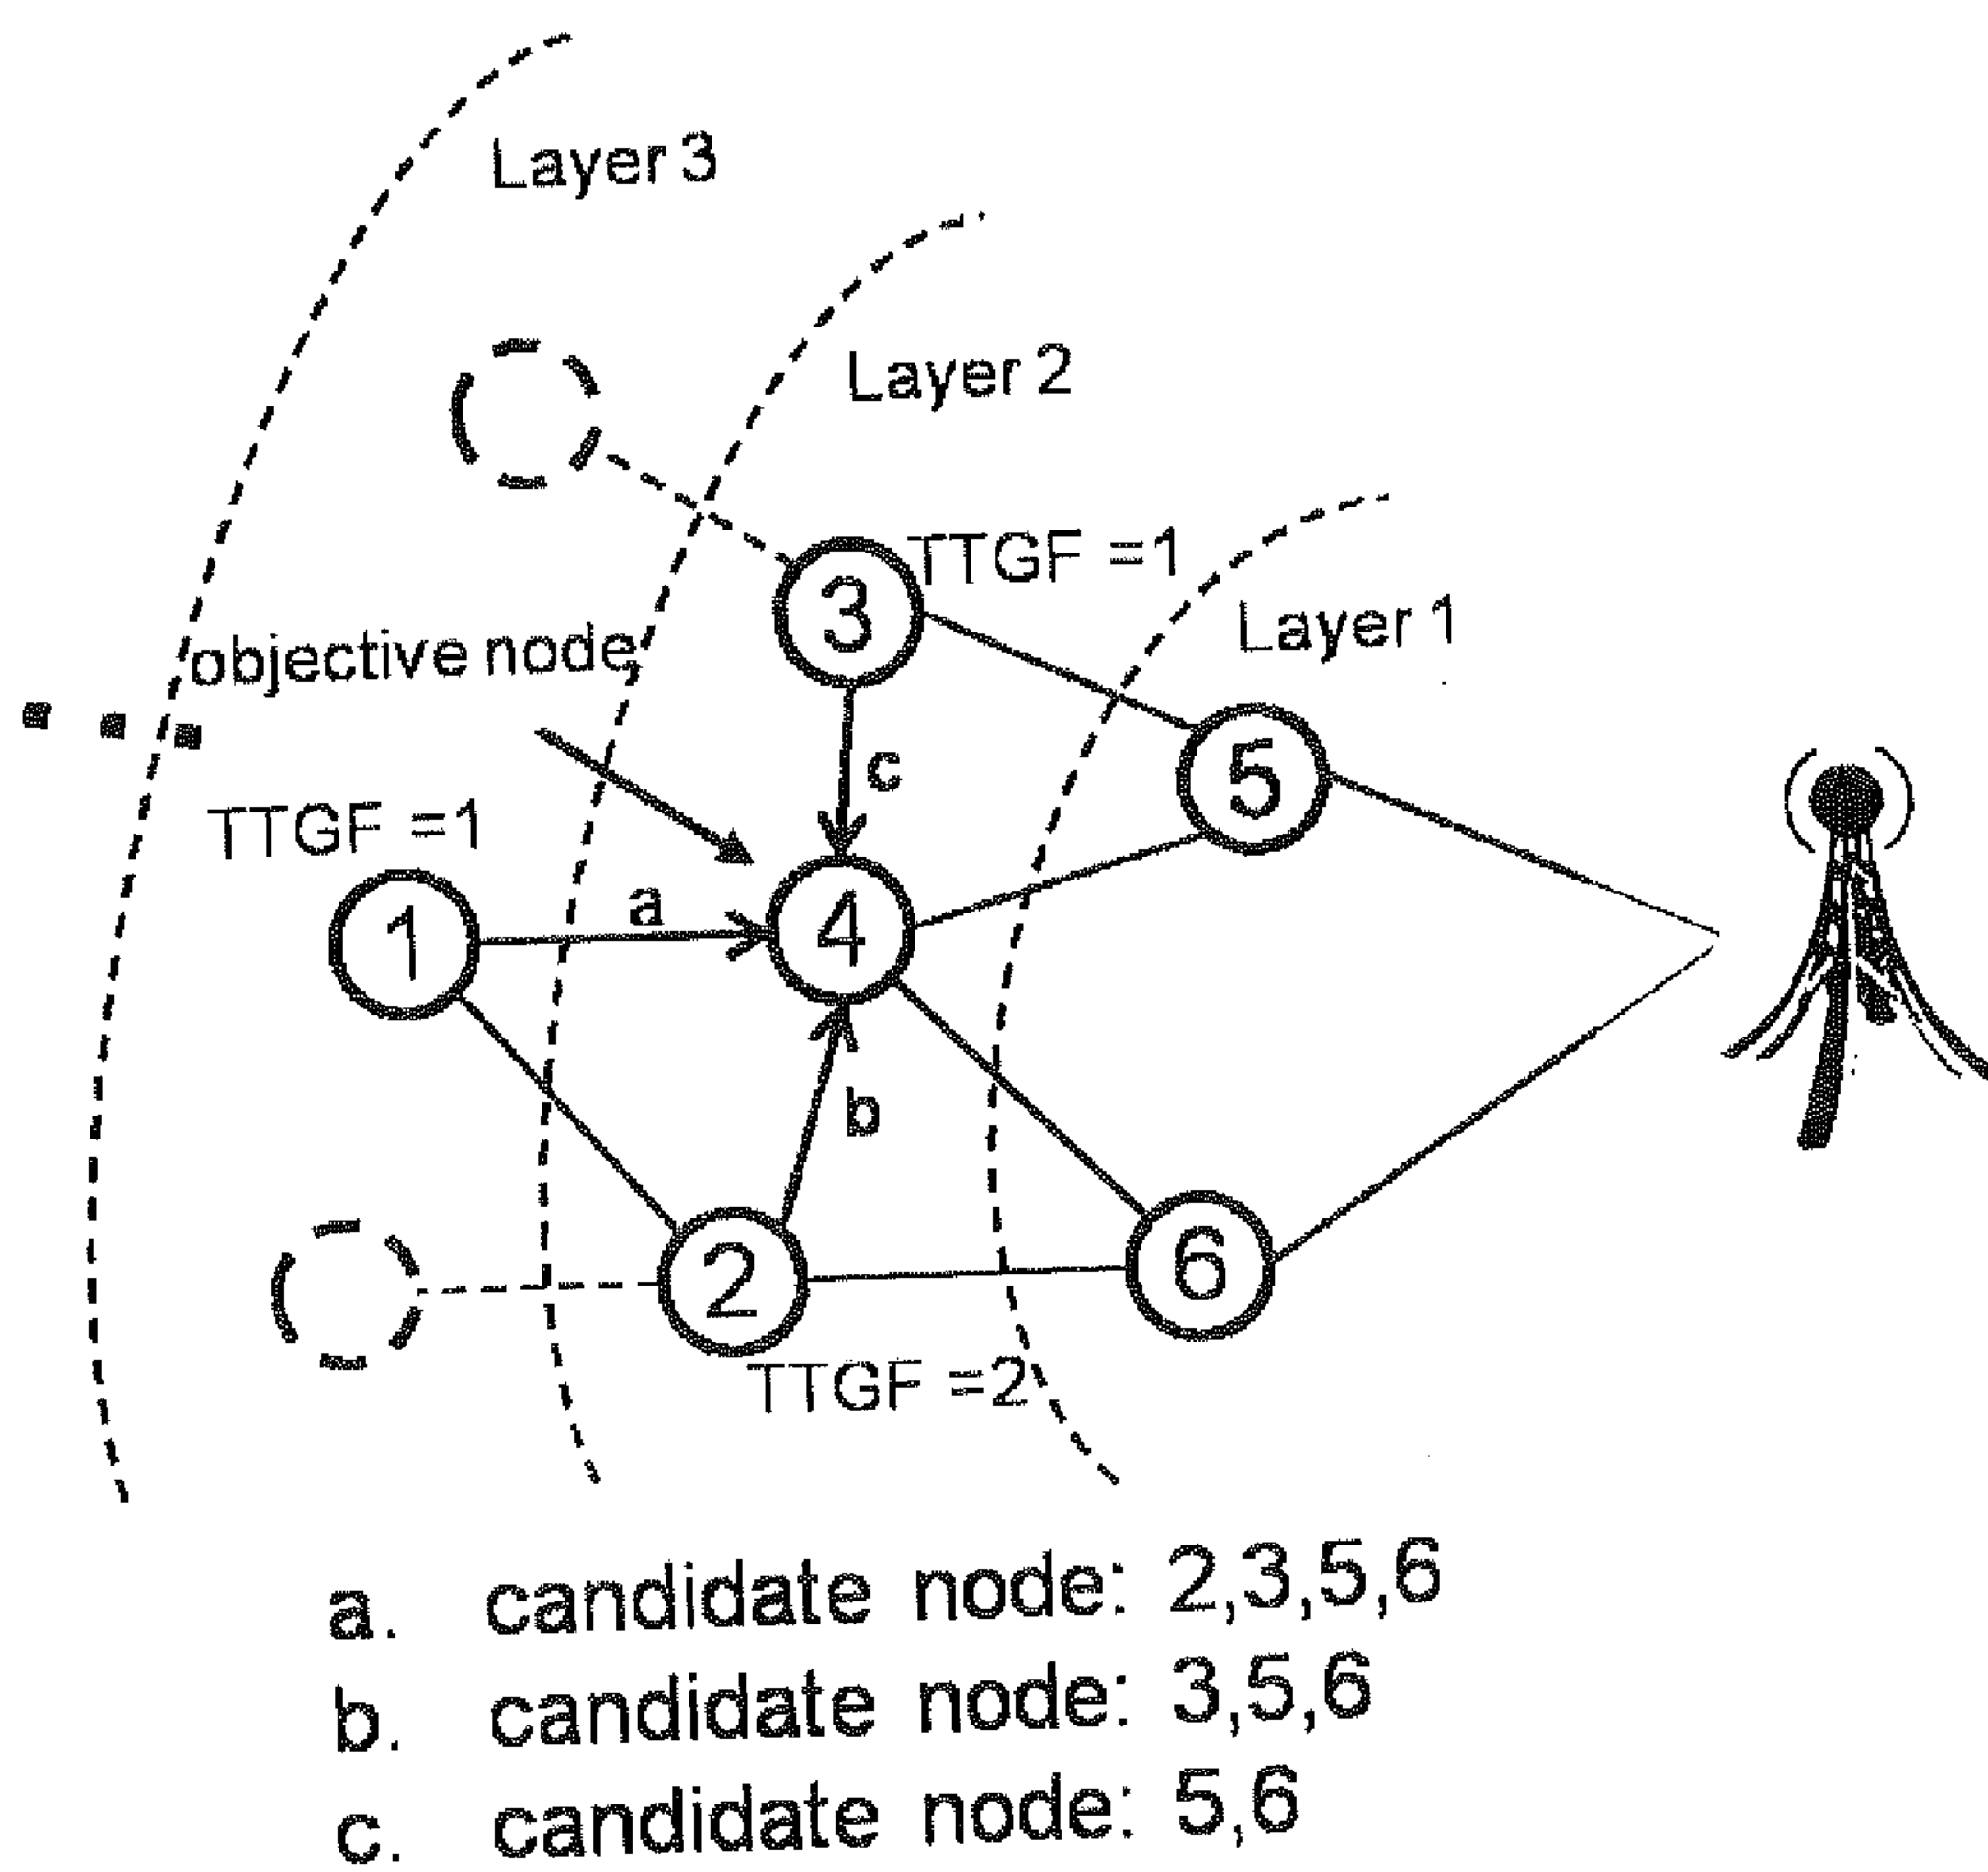 Layer 3
Layer 2
TTGF =1
3
Layer 1
objective node
c
5
TTGF =1
a
1
4
b
2
6
TTGF =2
a. candidate node: 2,3,5,6
b. candidate node: 3,5,6
c. candidate node: 5,6